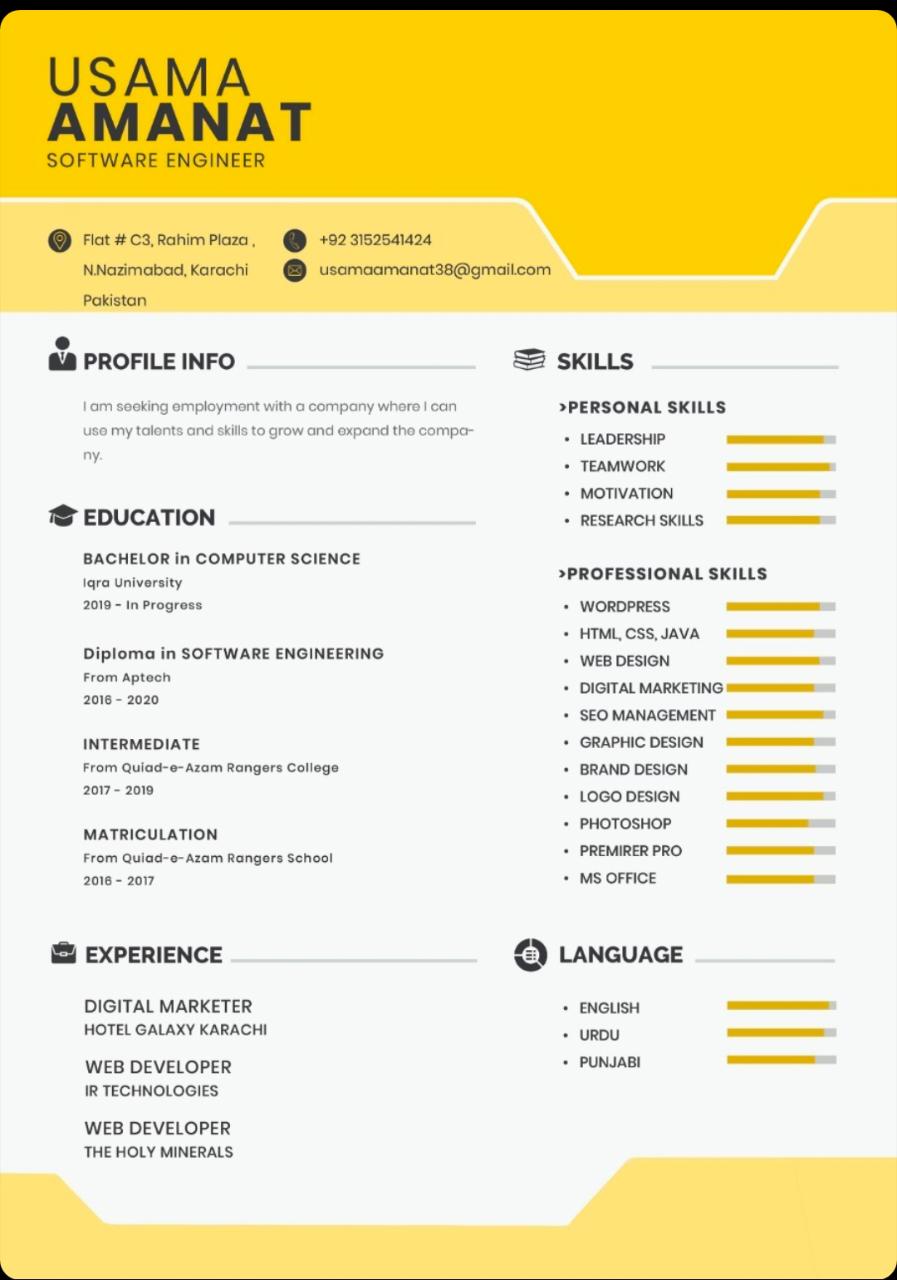 USAMA
AMANAT
SOFTWARE ENGINEER
Flat # C3, Rahim Plaza ,
N.Nazimabad, Karachi
Pakistan
+92 3152541424
usamaamanat38@gmail.com
PROFILE INFO
I am seeking employment with a company where I can
use my talents and skills to grow and expand the compa-
ny.
EDUCATION
BACHELOR in COMPUTER SCIENCE
Iqra University
2019 - In Progress
Diploma in SOFTWARE ENGINEERING
From Aptech
2016 - 2020
INTERMEDIATE
From Quiad-e-Azam Rangers College
2017 - 2019
MATRICULATION
From Quiad-e-Azam Rangers School
2016 - 2017
EXPERIENCE
DIGITAL MARKETER
HOTEL GALAXY KARACHI
WEB DEVELOPER
IR TECHNOLOGIES
WEB DEVELOPER
THE HOLY MINERALS
SKILLS
>PERSONAL SKILLS
• LEADERSHIP
• TEAMWORK
• MOTIVATION
• RESEARCH SKILLS
>PROFESSIONAL SKILLS
• WORDPRESS
• HTML, CSS, JAVA
• WEB DESIGN
• DIGITAL MARKETING
• SEO MANAGEMENT
• GRAPHIC DESIGN
• BRAND DESIGN
• LOGO DESIGN
• PHOTOSHOP
• PREMIRER PRO
• MS OFFICE
LANGUAGE
• ENGLISH
• URDU
• PUNJABI